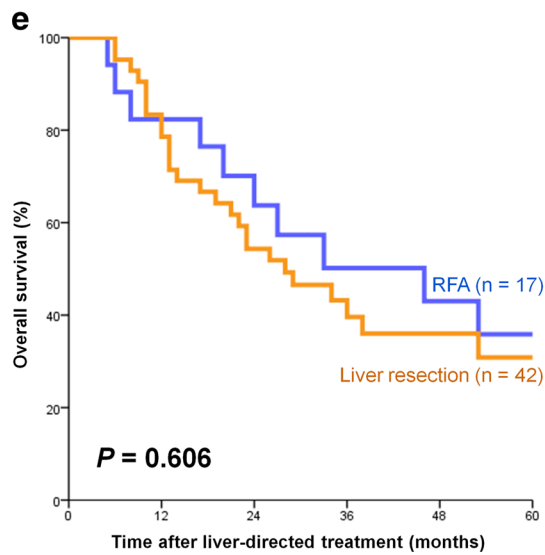 e
100
80
60
40
20
0
Overall survival (%)
RFA (n = 17)
Liver resection (n = 42)
P = 0.606
0 12 24 36 48 60
Time after liver-directed treatment (months)